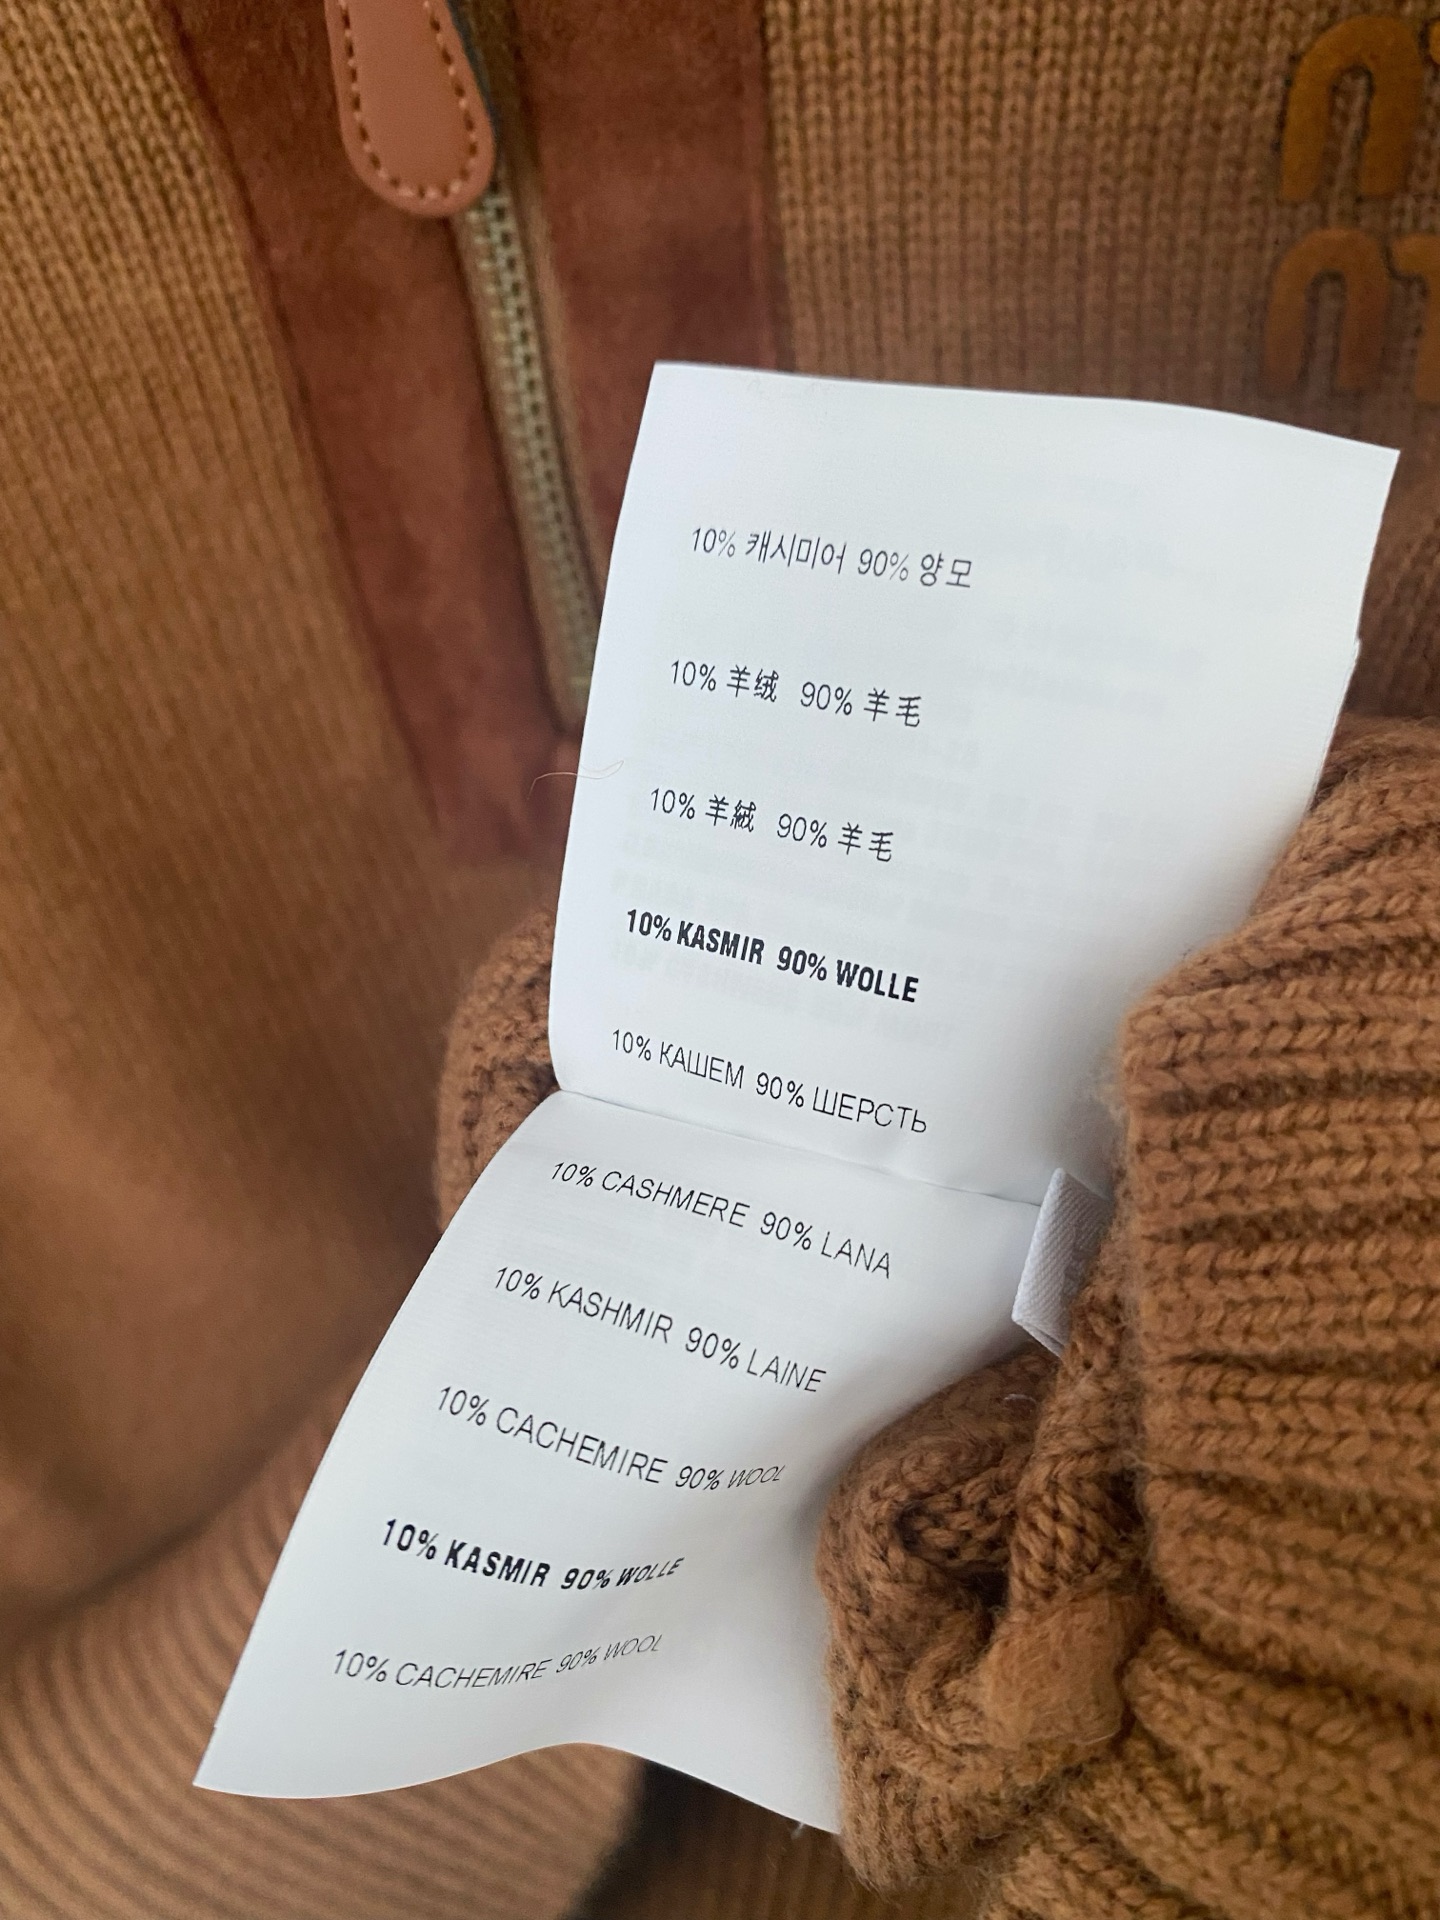 10% 캐시미어 90% 양모
10% 羊绒 90% 羊毛
10% 羊絨 90% 羊毛
10% KASMIR 90% WOLLE
10% КАШЕМ 90% ШЕРСТЬ
10% CASHMERE 90% LANA
10% KASHMIR 90% LAINE
10% CACHEMIRE 90% WOOL
10% KASMIR 90% WOLLE
10% CACHEMIRE 90% WOOL